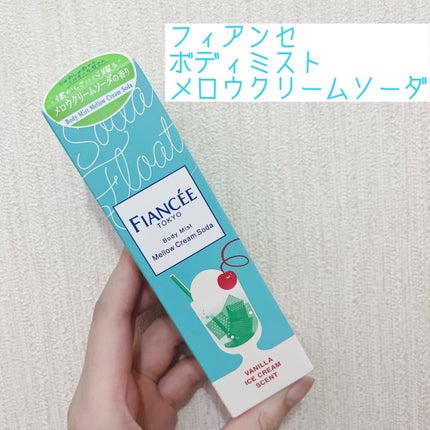 フィアンセ
ボディミスト
メロウクリームソーダ
メロウクリームソーダの香り
Body Mist Mellow Cream Soda
Soda
Float
FIANCÉE
TOKYO
Body Mist
Mellow Cream Soda
VANILLA
ICE CREAM
SCENT